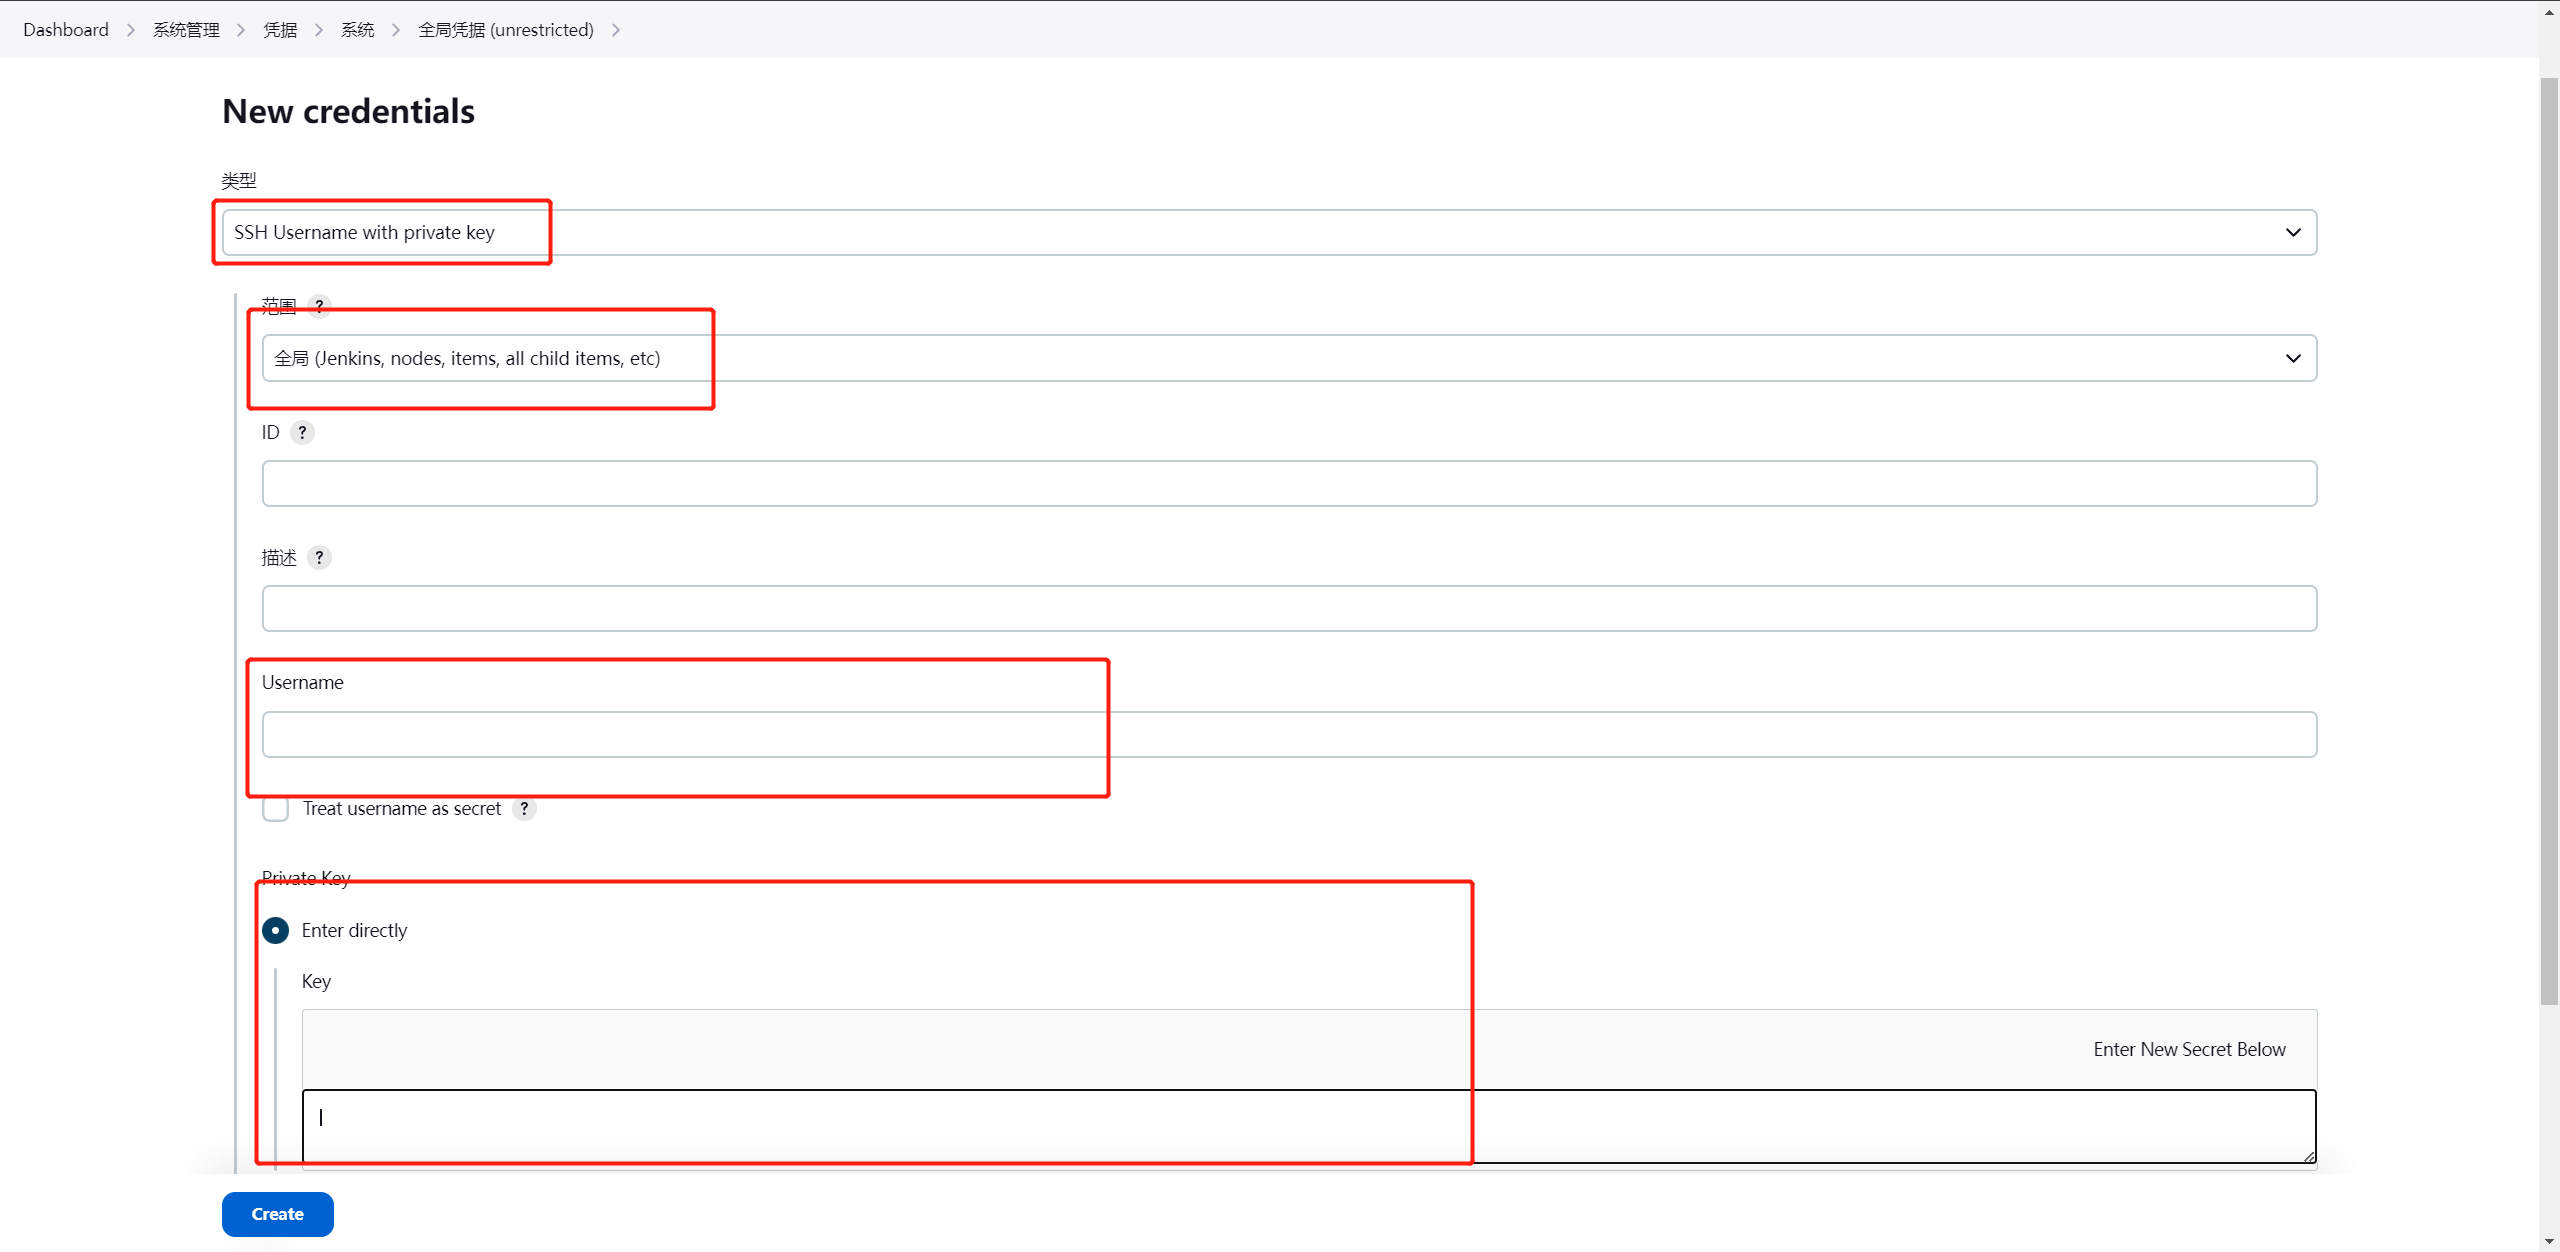 Dashboard > 系统管理 > 凭据 > 系统 > 全局凭据 (unrestricted) >
New credentials
类型
SSH Username with private key
范围 ?
全局 (Jenkins, nodes, items, all child items, etc)
ID ?
描述 ?
Username
Treat username as secret ?
Private Key
Enter directly
Key
Enter New Secret Below
Create